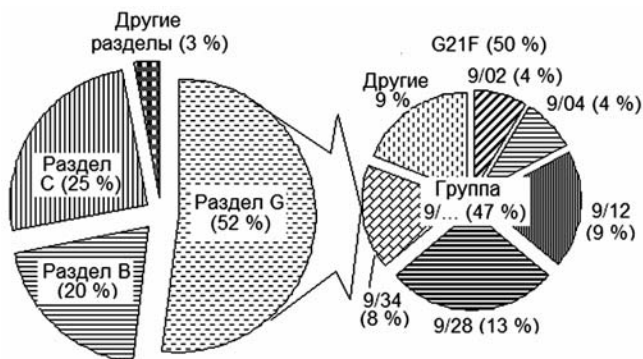 Другие
разделы (3 %)
Раздел
C (25 %)
Раздел G
(52 %)
Раздел B
(20 %)
G21F (50 %)
Другие
9 %
9/02 (4 %)
9/04 (4 %)
Группа
9/... (47 %)
9/12
(9 %)
9/34
(8 %)
9/28 (13 %)